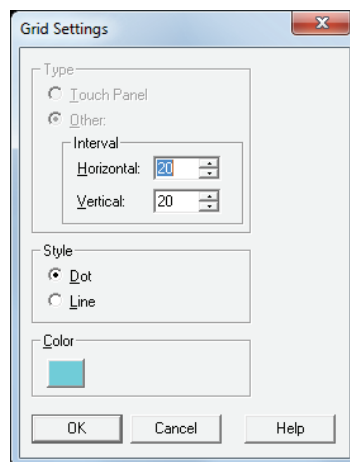 Grid Settings
Type
Touch Panel
Other:
Interval
Horizontal: 20
Vertical: 20
Style
Dot
Line
Color
OK Cancel Help